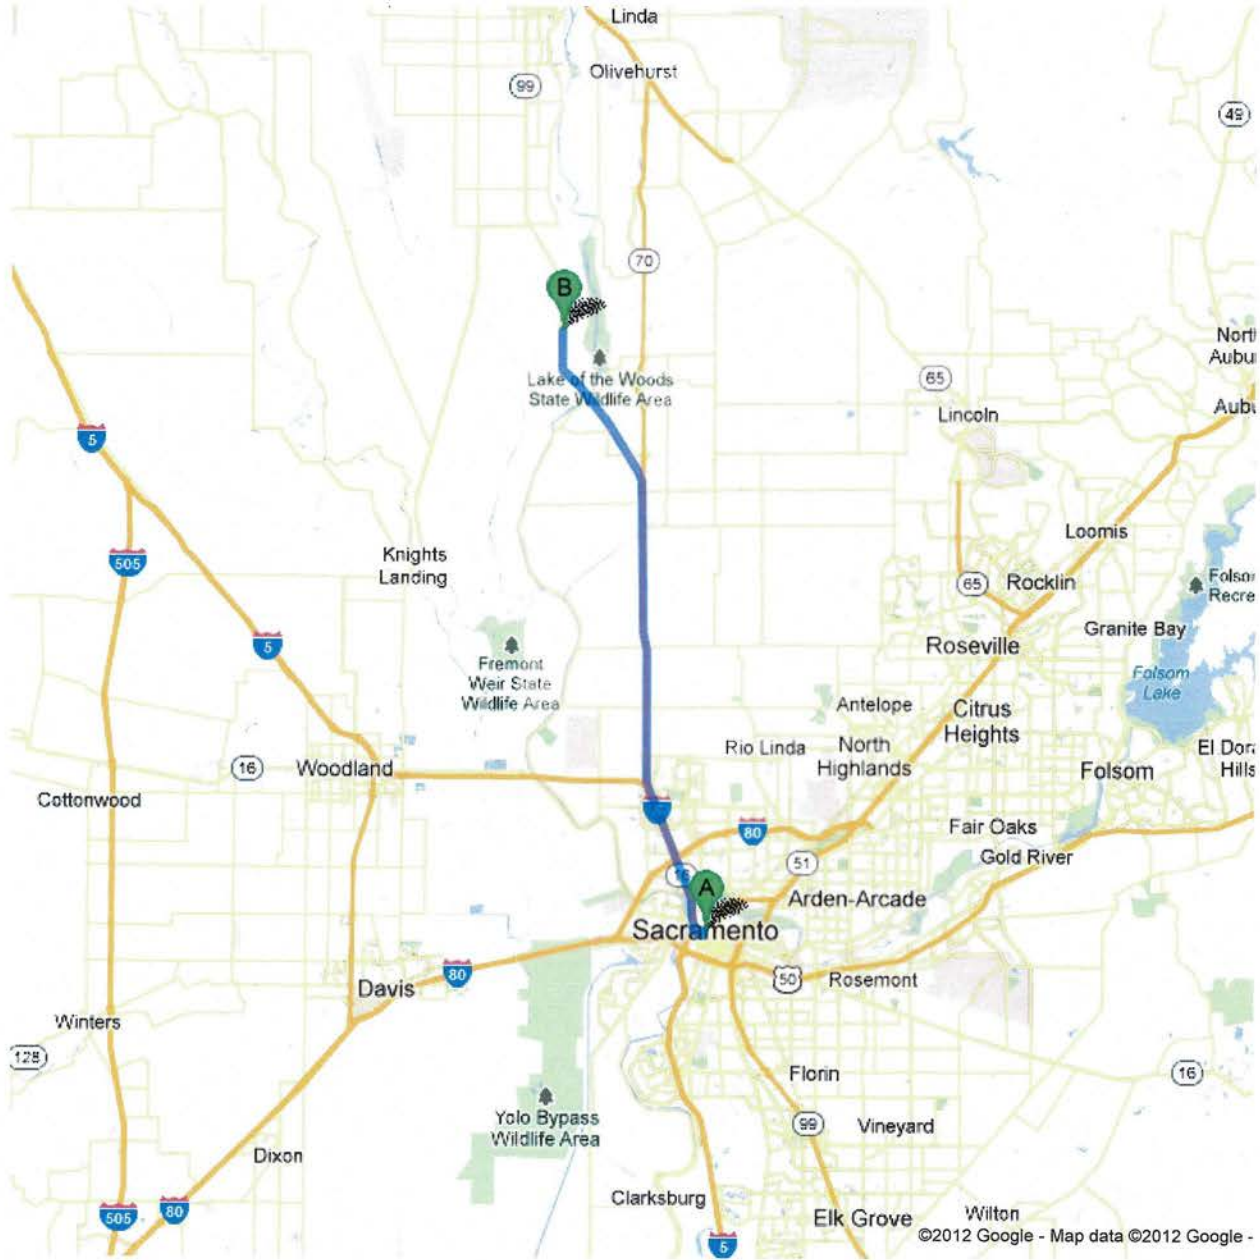 Linda
Olivehurst
99
49
70
B
North
Aubu
Lake of the Woods
State Wildlife Area
65
Lincoln
Aubu
5
Loomis
505
Knights
Landing
65
Rocklin
Folsor
Recre
5
Roseville
Granite Bay
Fremont
Weir State
Wildlife Area
Folsom
Lake
Antelope
Citrus
Heights
Rio Linda
North
Highlands
El Dora
Hills
16
Woodland
Folsom
Cottonwood
80
Fair Oaks
51
Gold River
16
A
Arden-Arcade
Sacramento
80
50
Rosemont
Davis
Winters
128
Florin
16
Yolo Bypass
Wildlife Area
99
Vineyard
Dixon
Clarksburg
505
80
Elk Grove
Wilton
5
©2012 Google - Map data ©2012 Google -